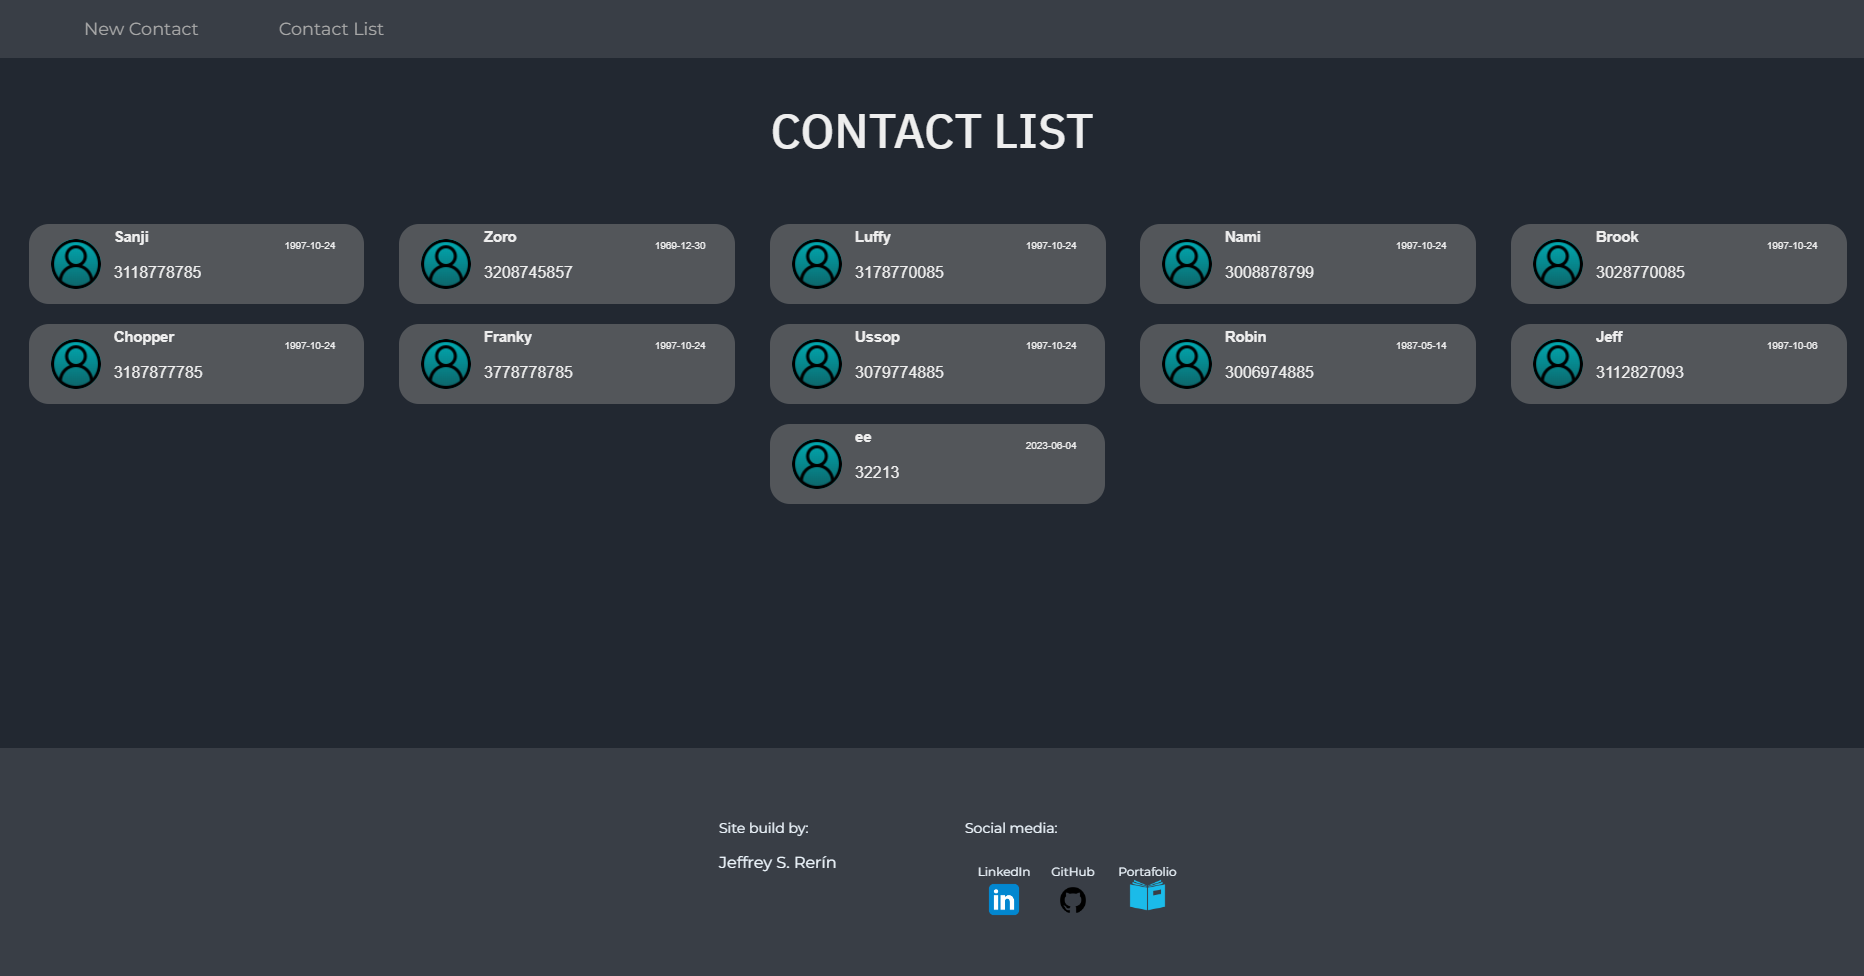 New Contact
Contact List
CONTACT LIST
Sanji
1997-10-24
3118778785
Zoro
1969-12-30
3208745857
Luffy
1997-10-24
3178770085
Nami
1997-10-24
3008878799
Brook
1997-10-24
3028770085
Chopper
1997-10-24
3187877785
Franky
1997-10-24
3778778785
Ussop
1997-10-24
3079774885
Robin
1987-05-14
3006974885
Jeff
1997-10-06
3112827093
ee
2023-06-04
32213
Site build by:
Jeffrey S. Rerín
Social media:
LinkedIn
GitHub
Portafolio
in